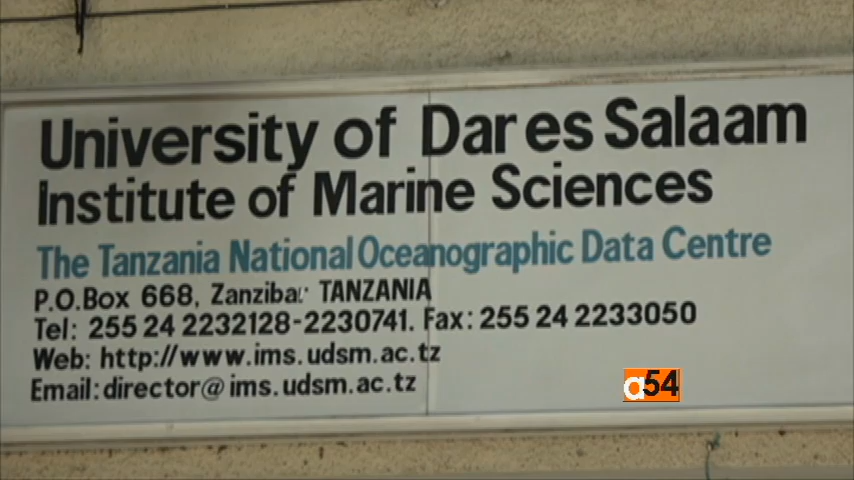 University of Dar es Salaam
Institute of Marine Sciences
The Tanzania National Oceanographic Data Centre
P.O.Box 668, Zanzibar TANZANIA
Tel: 255 24 2232128-2230741. Fax: 255 24 2233050
Web: http://www.ims.udsm.ac.tz
Email:director@ims.udsm.ac.tz
a54